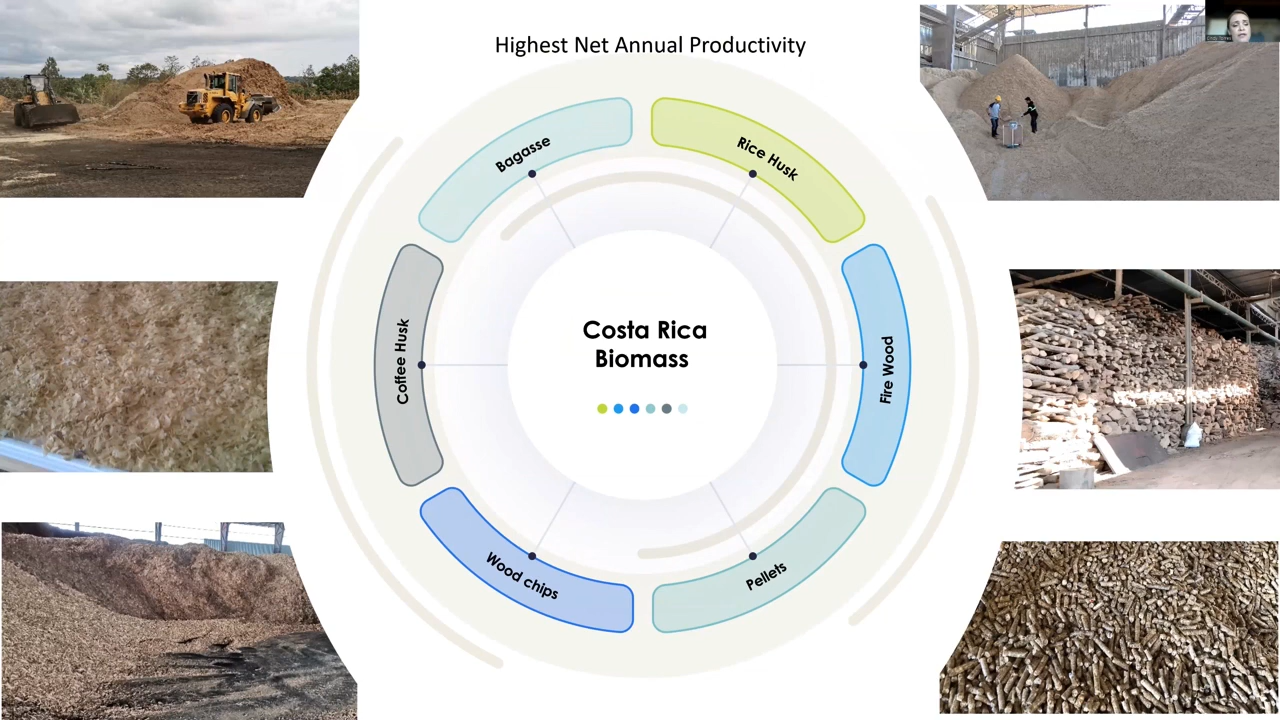 Highest Net Annual Productivity
Bagasse
Rice Husk
Coffee Husk
Fire Wood
Costa Rica
Biomass
Wood chips
Pellets